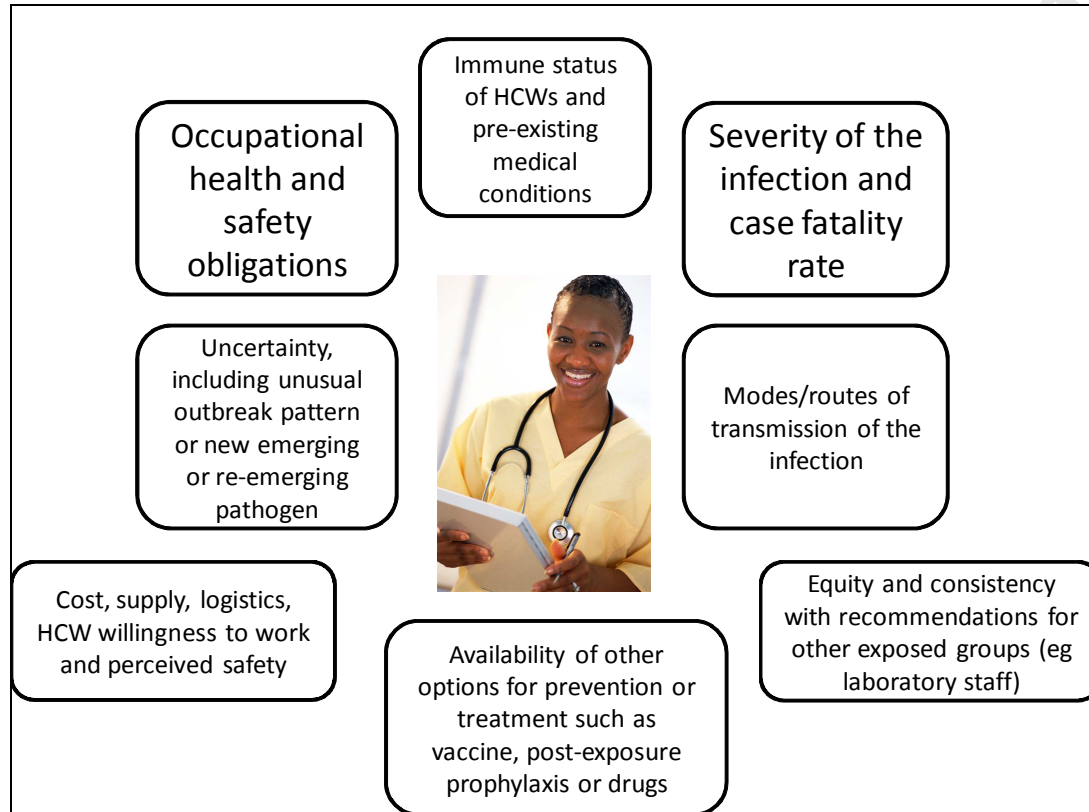 Immune status
of HCWs and
pre-existing
medical
conditions
Occupational
health and
safety
obligations
Severity of the
infection and
case fatality
rate
Uncertainty,
including unusual
outbreak pattern
or new emerging
or re-emerging
pathogen
Modes/routes of
transmission of the
infection
Cost, supply, logistics,
HCW willingness to work
and perceived safety
Availability of other
options for prevention or
treatment such as
vaccine, post-exposure
prophylaxis or drugs
Equity and consistency
with recommendations for
other exposed groups (eg
laboratory staff)